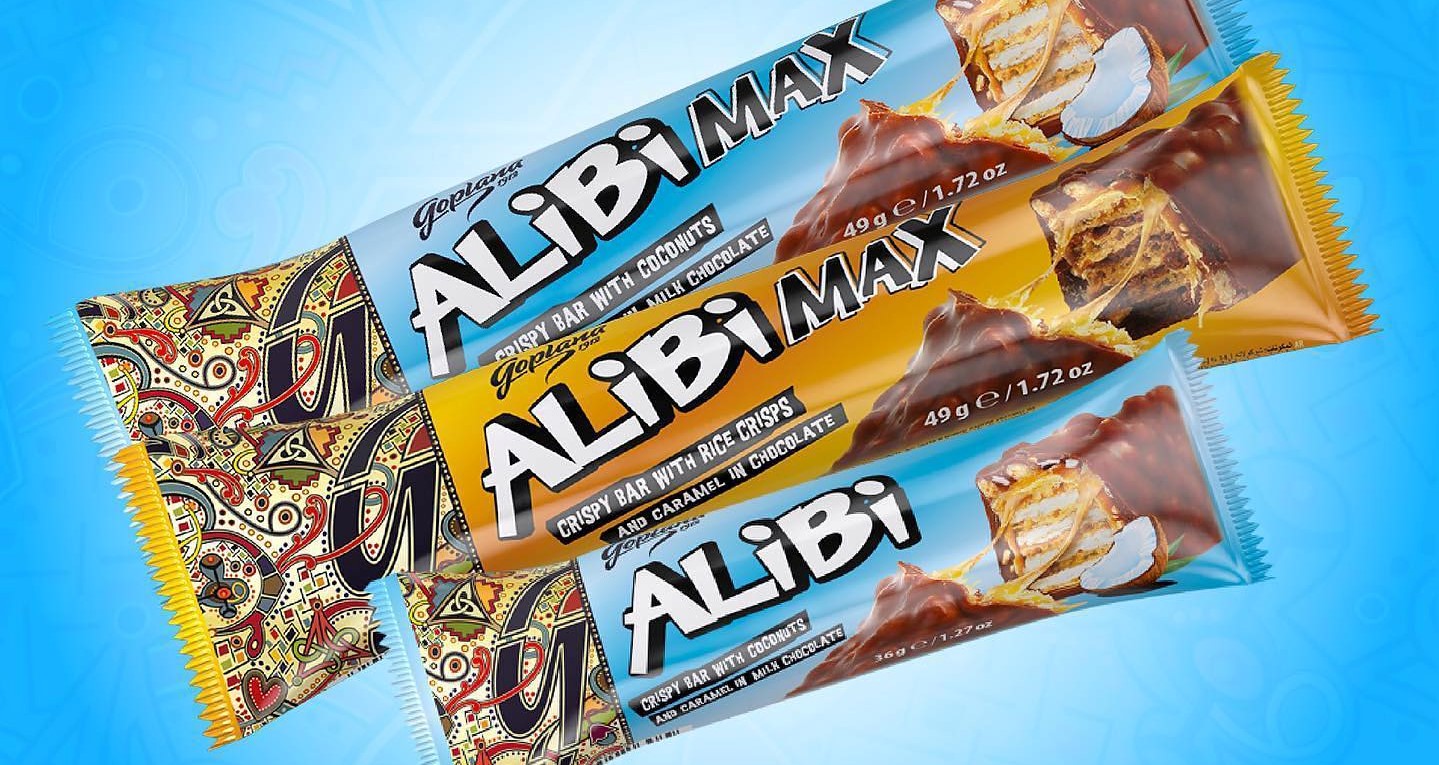 goplana
1912
ALiBi MAX
CRISPY BAR WITH COCONUTS
MILK CHOCOLATE
49 g ℮ / 1.72 oz
goplana
1912
ALiBi MAX
CRISPY BAR WITH RICE CRISPS
AND CARAMEL IN CHOCOLATE
49 g ℮ / 1.72 oz
goplana
1912
ALiBi
CRISPY BAR WITH COCONUTS
AND CARAMEL IN MILK CHOCOLATE
36 g ℮ / 1.27 oz